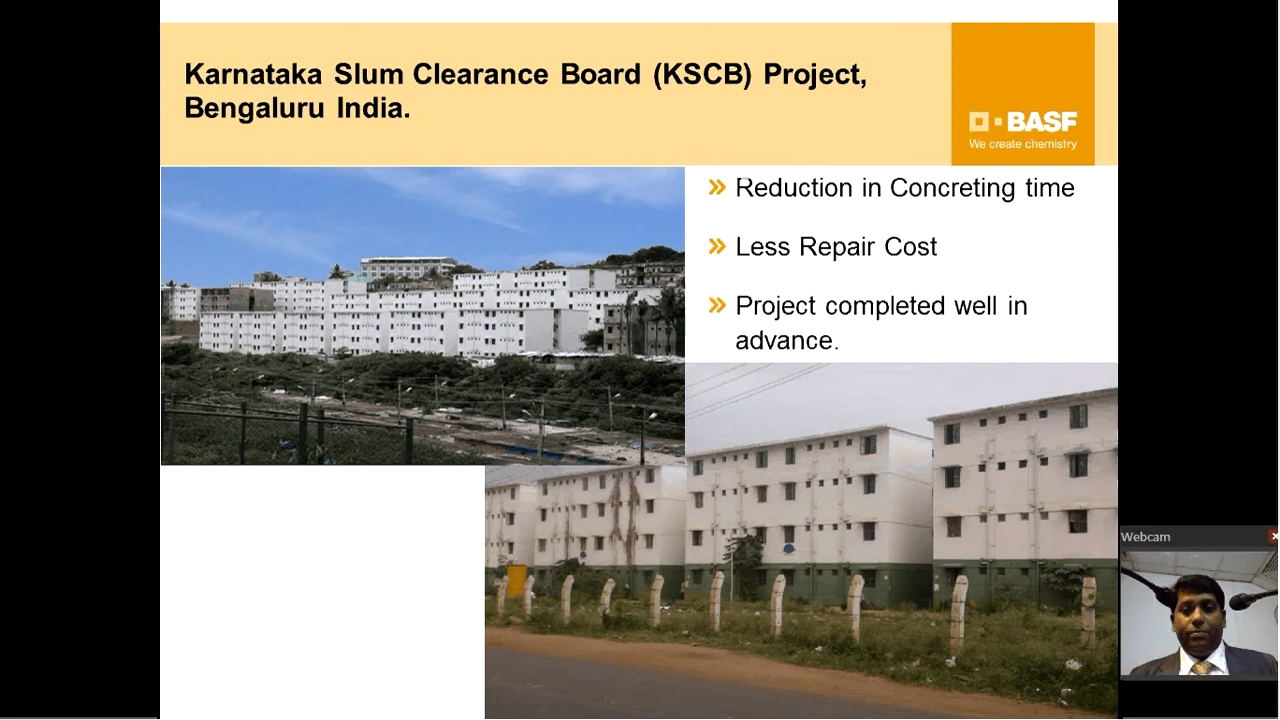 Karnataka Slum Clearance Board (KSCB) Project,
Bengaluru India.
BASF
We create chemistry
Reduction in Concreting time
Less Repair Cost
Project completed well in
advance.
Webcam